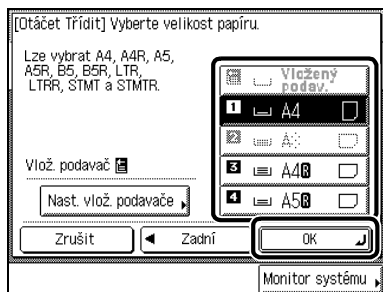 [Otáčet Třídit] Vyberte velikost papíru.
Lze vybrat A4, A4R, A5,
A5R, B5, B5R, LTR,
LTRR, STMT a STMTR.
Vložený
podav.
1 A4
2 A3
3 A4R
4 A5R
Vlož. podavač
Nast. vlož. podavače
Zrušit
Zadní
OK
Monitor systému